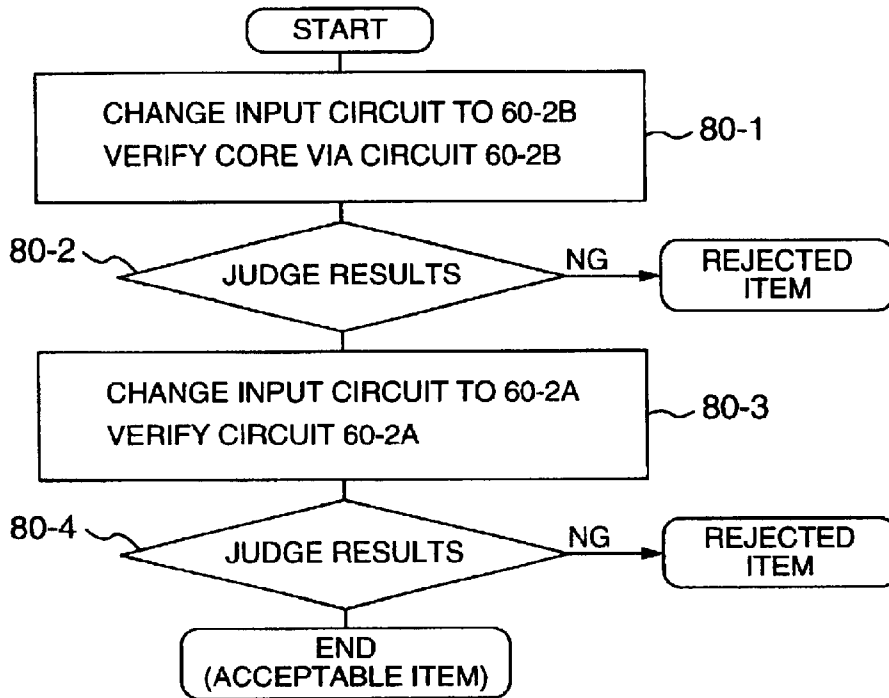 START
CHANGE INPUT CIRCUIT TO 60-2B
VERIFY CORE VIA CIRCUIT 60-2B
80-1
80-2
JUDGE RESULTS
NG
REJECTED
ITEM
CHANGE INPUT CIRCUIT TO 60-2A
VERIFY CIRCUIT 60-2A
80-3
80-4
JUDGE RESULTS
NG
REJECTED
ITEM
END
(ACCEPTABLE ITEM)